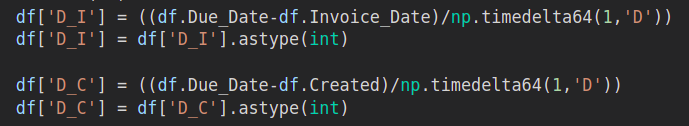 df['D_I'] = ((df.Due_Date-df.Invoice_Date)/np.timedelta64(1,'D'))
df['D_I'] = df['D_I'].astype(int)
df['D_C'] = ((df.Due_Date-df.Created)/np.timedelta64(1,'D'))
df['D_C'] = df['D_C'].astype(int)